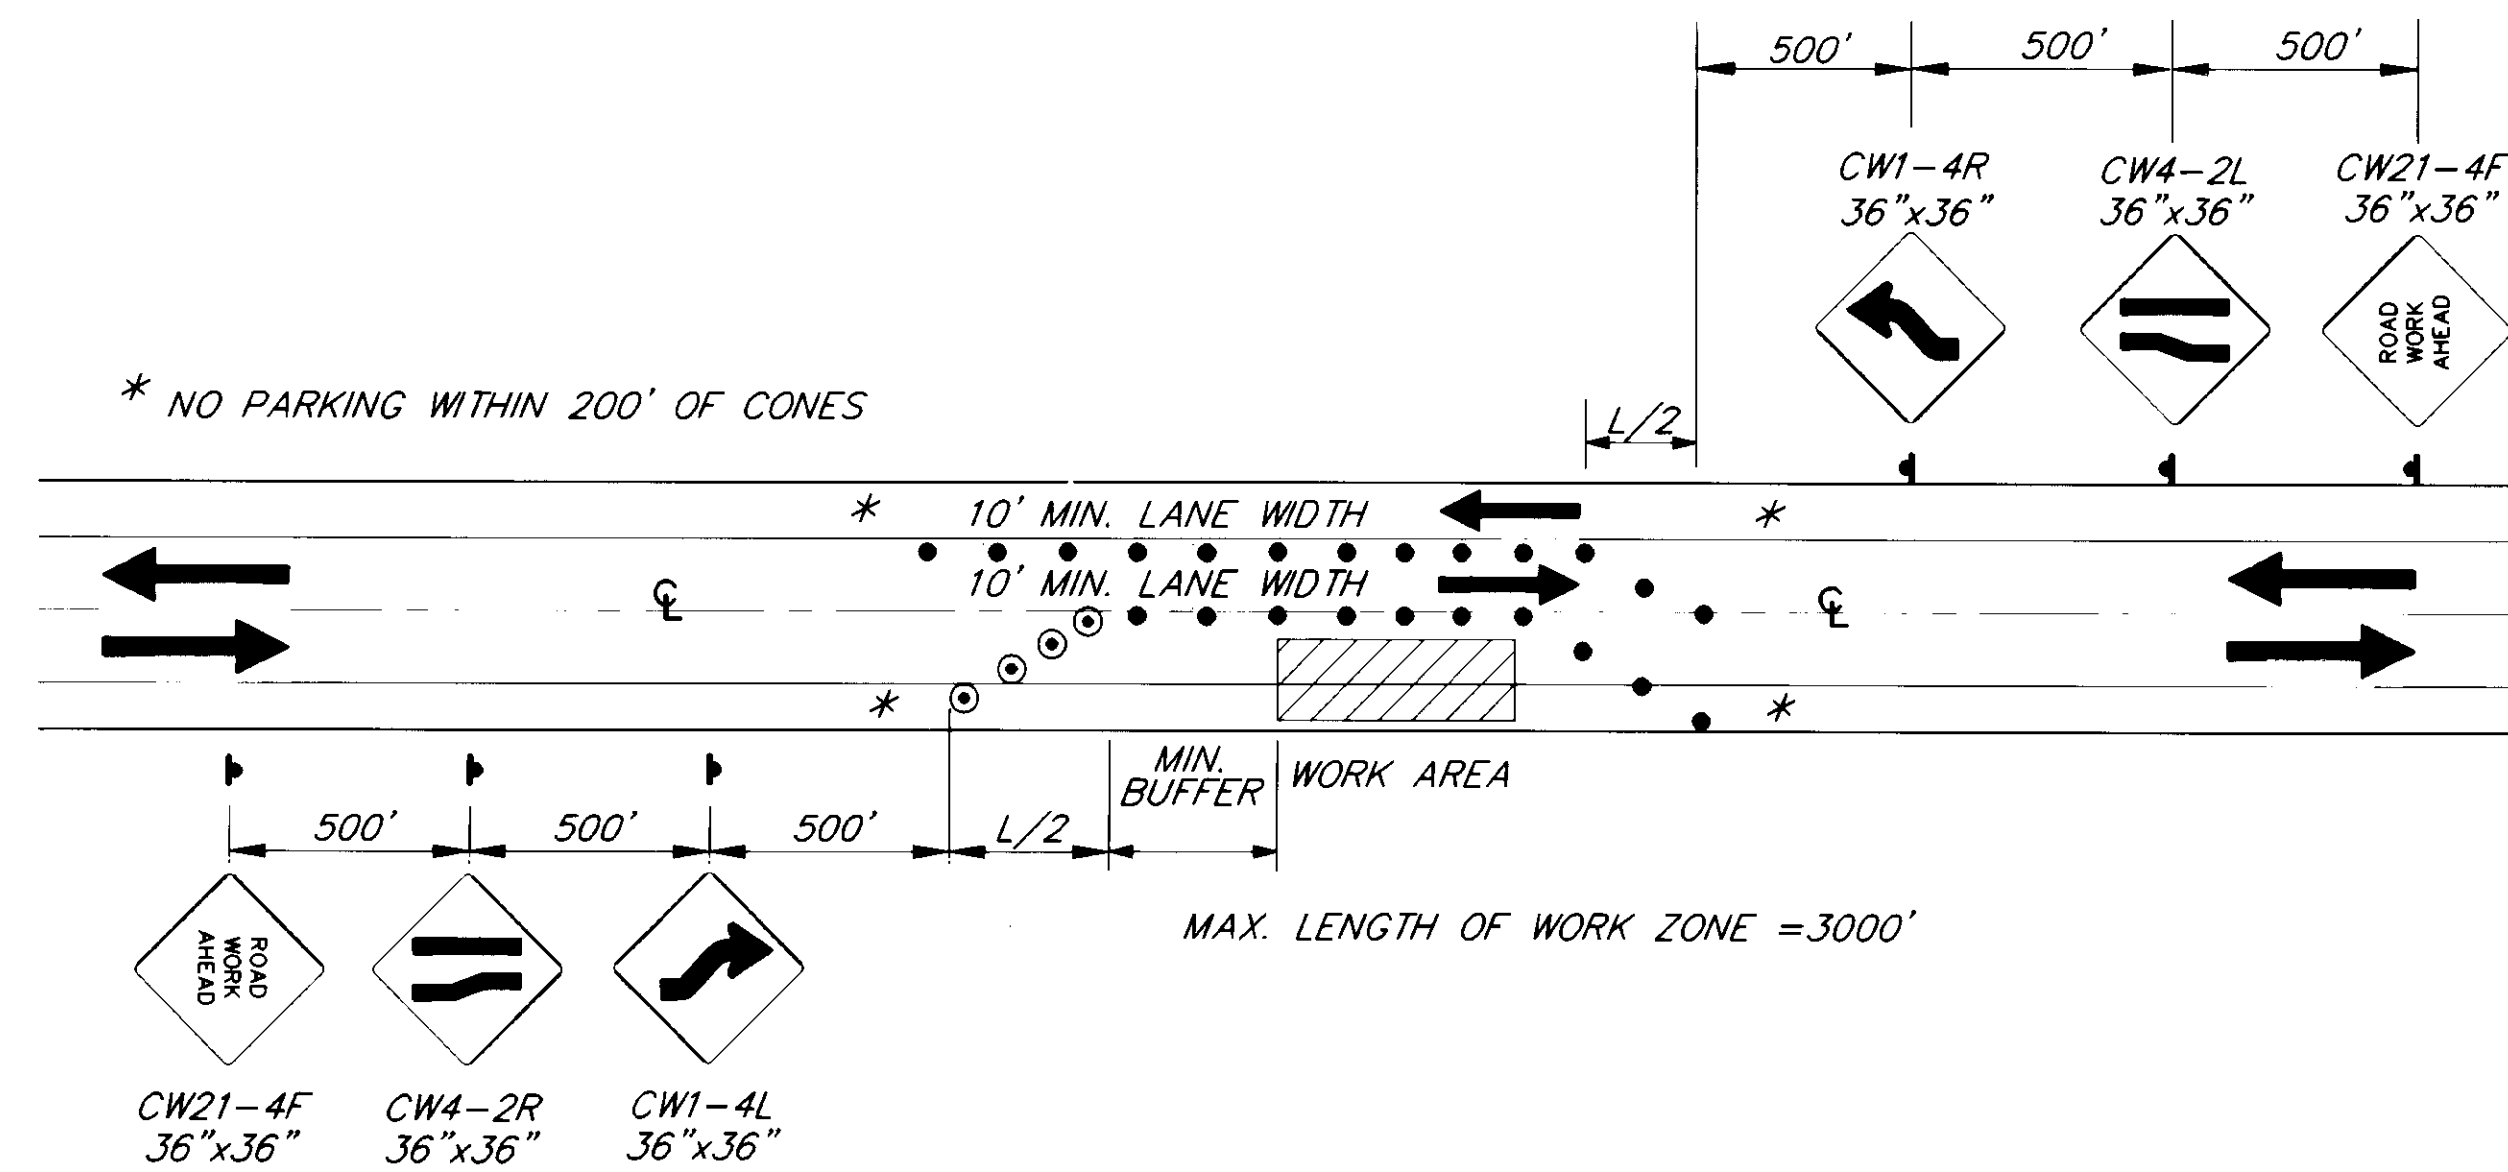 500' 500' 500'
CW1-4R CW4-2L CW21-4F
36"x36" 36"x36" 36"x36"
ROAD
WORK
AHEAD
* NO PARKING WITHIN 200' OF CONES
L/2
* 10' MIN. LANE WIDTH *
10' MIN. LANE WIDTH
℄ ℄
* *
MIN.
BUFFER
WORK AREA
500' 500' 500' L/2
MAX. LENGTH OF WORK ZONE =3000'
ROAD
WORK
AHEAD
CW21-4F CW4-2R CW1-4L
36"x36" 36"x36" 36"x36"